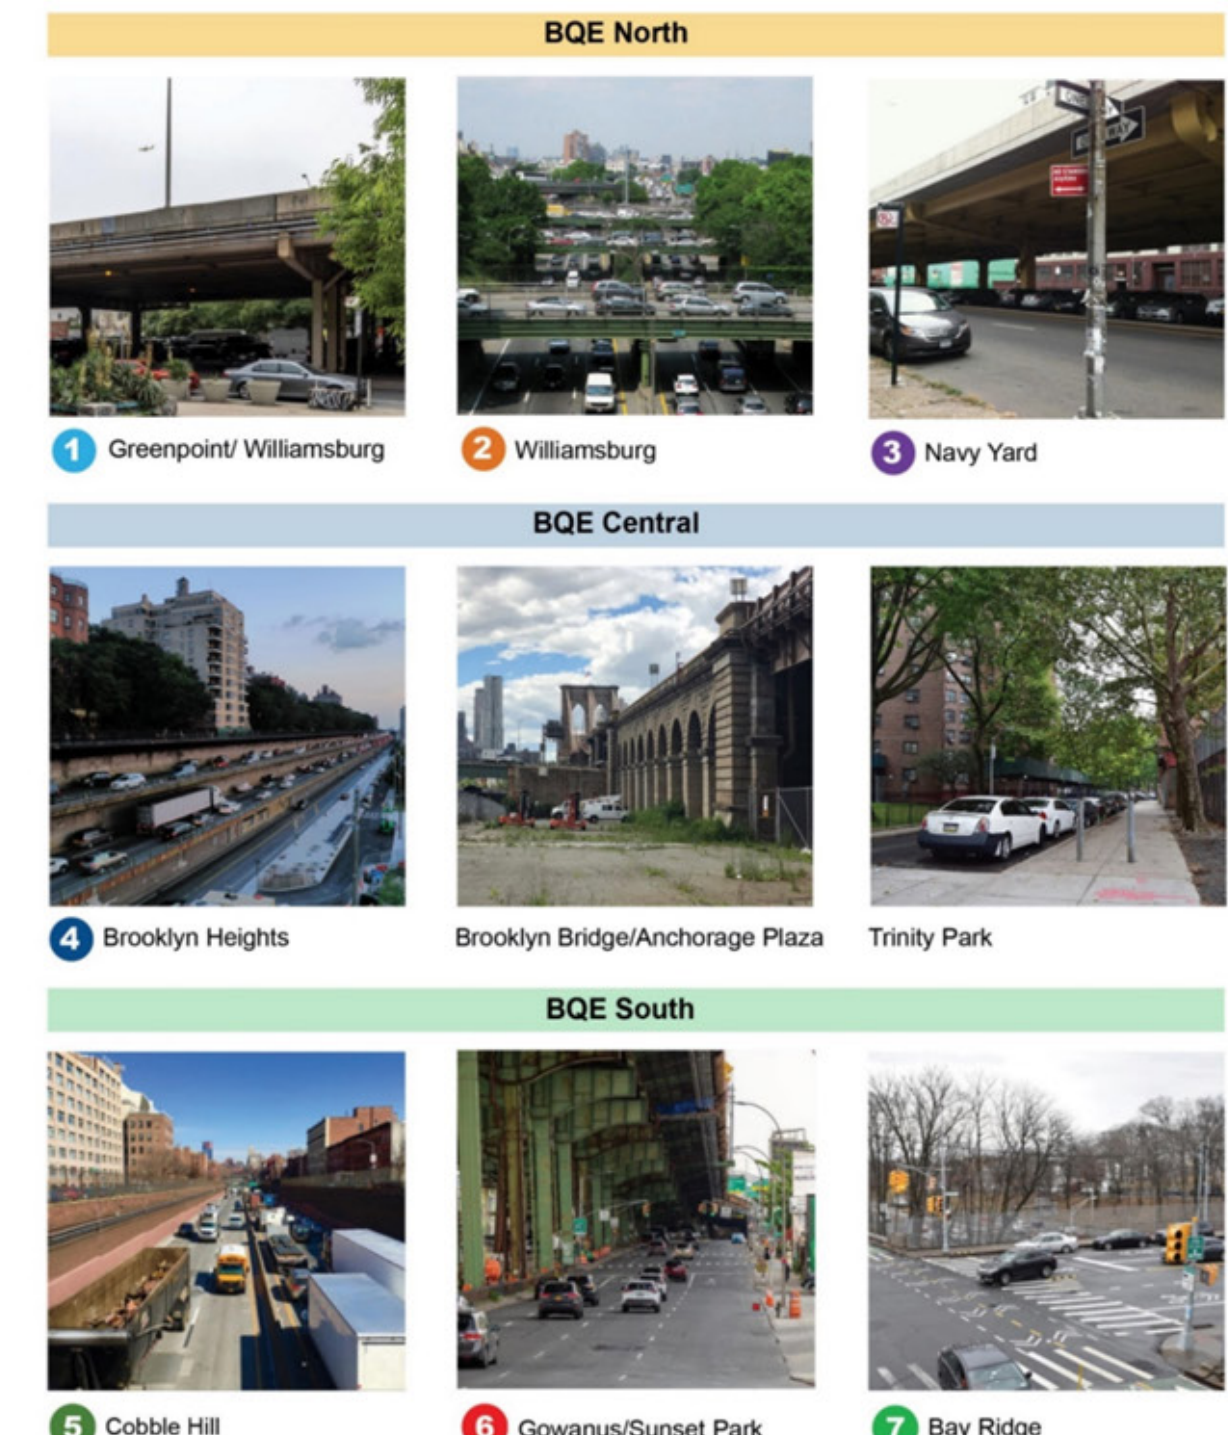 BQE North
1 Greenpoint/ Williamsburg
2 Williamsburg
3 Navy Yard
BQE Central
4 Brooklyn Heights
Brooklyn Bridge/Anchorage Plaza
Trinity Park
BQE South
5 Cobble Hill
6 Gowanus/Sunset Park
7 Bay Ridge